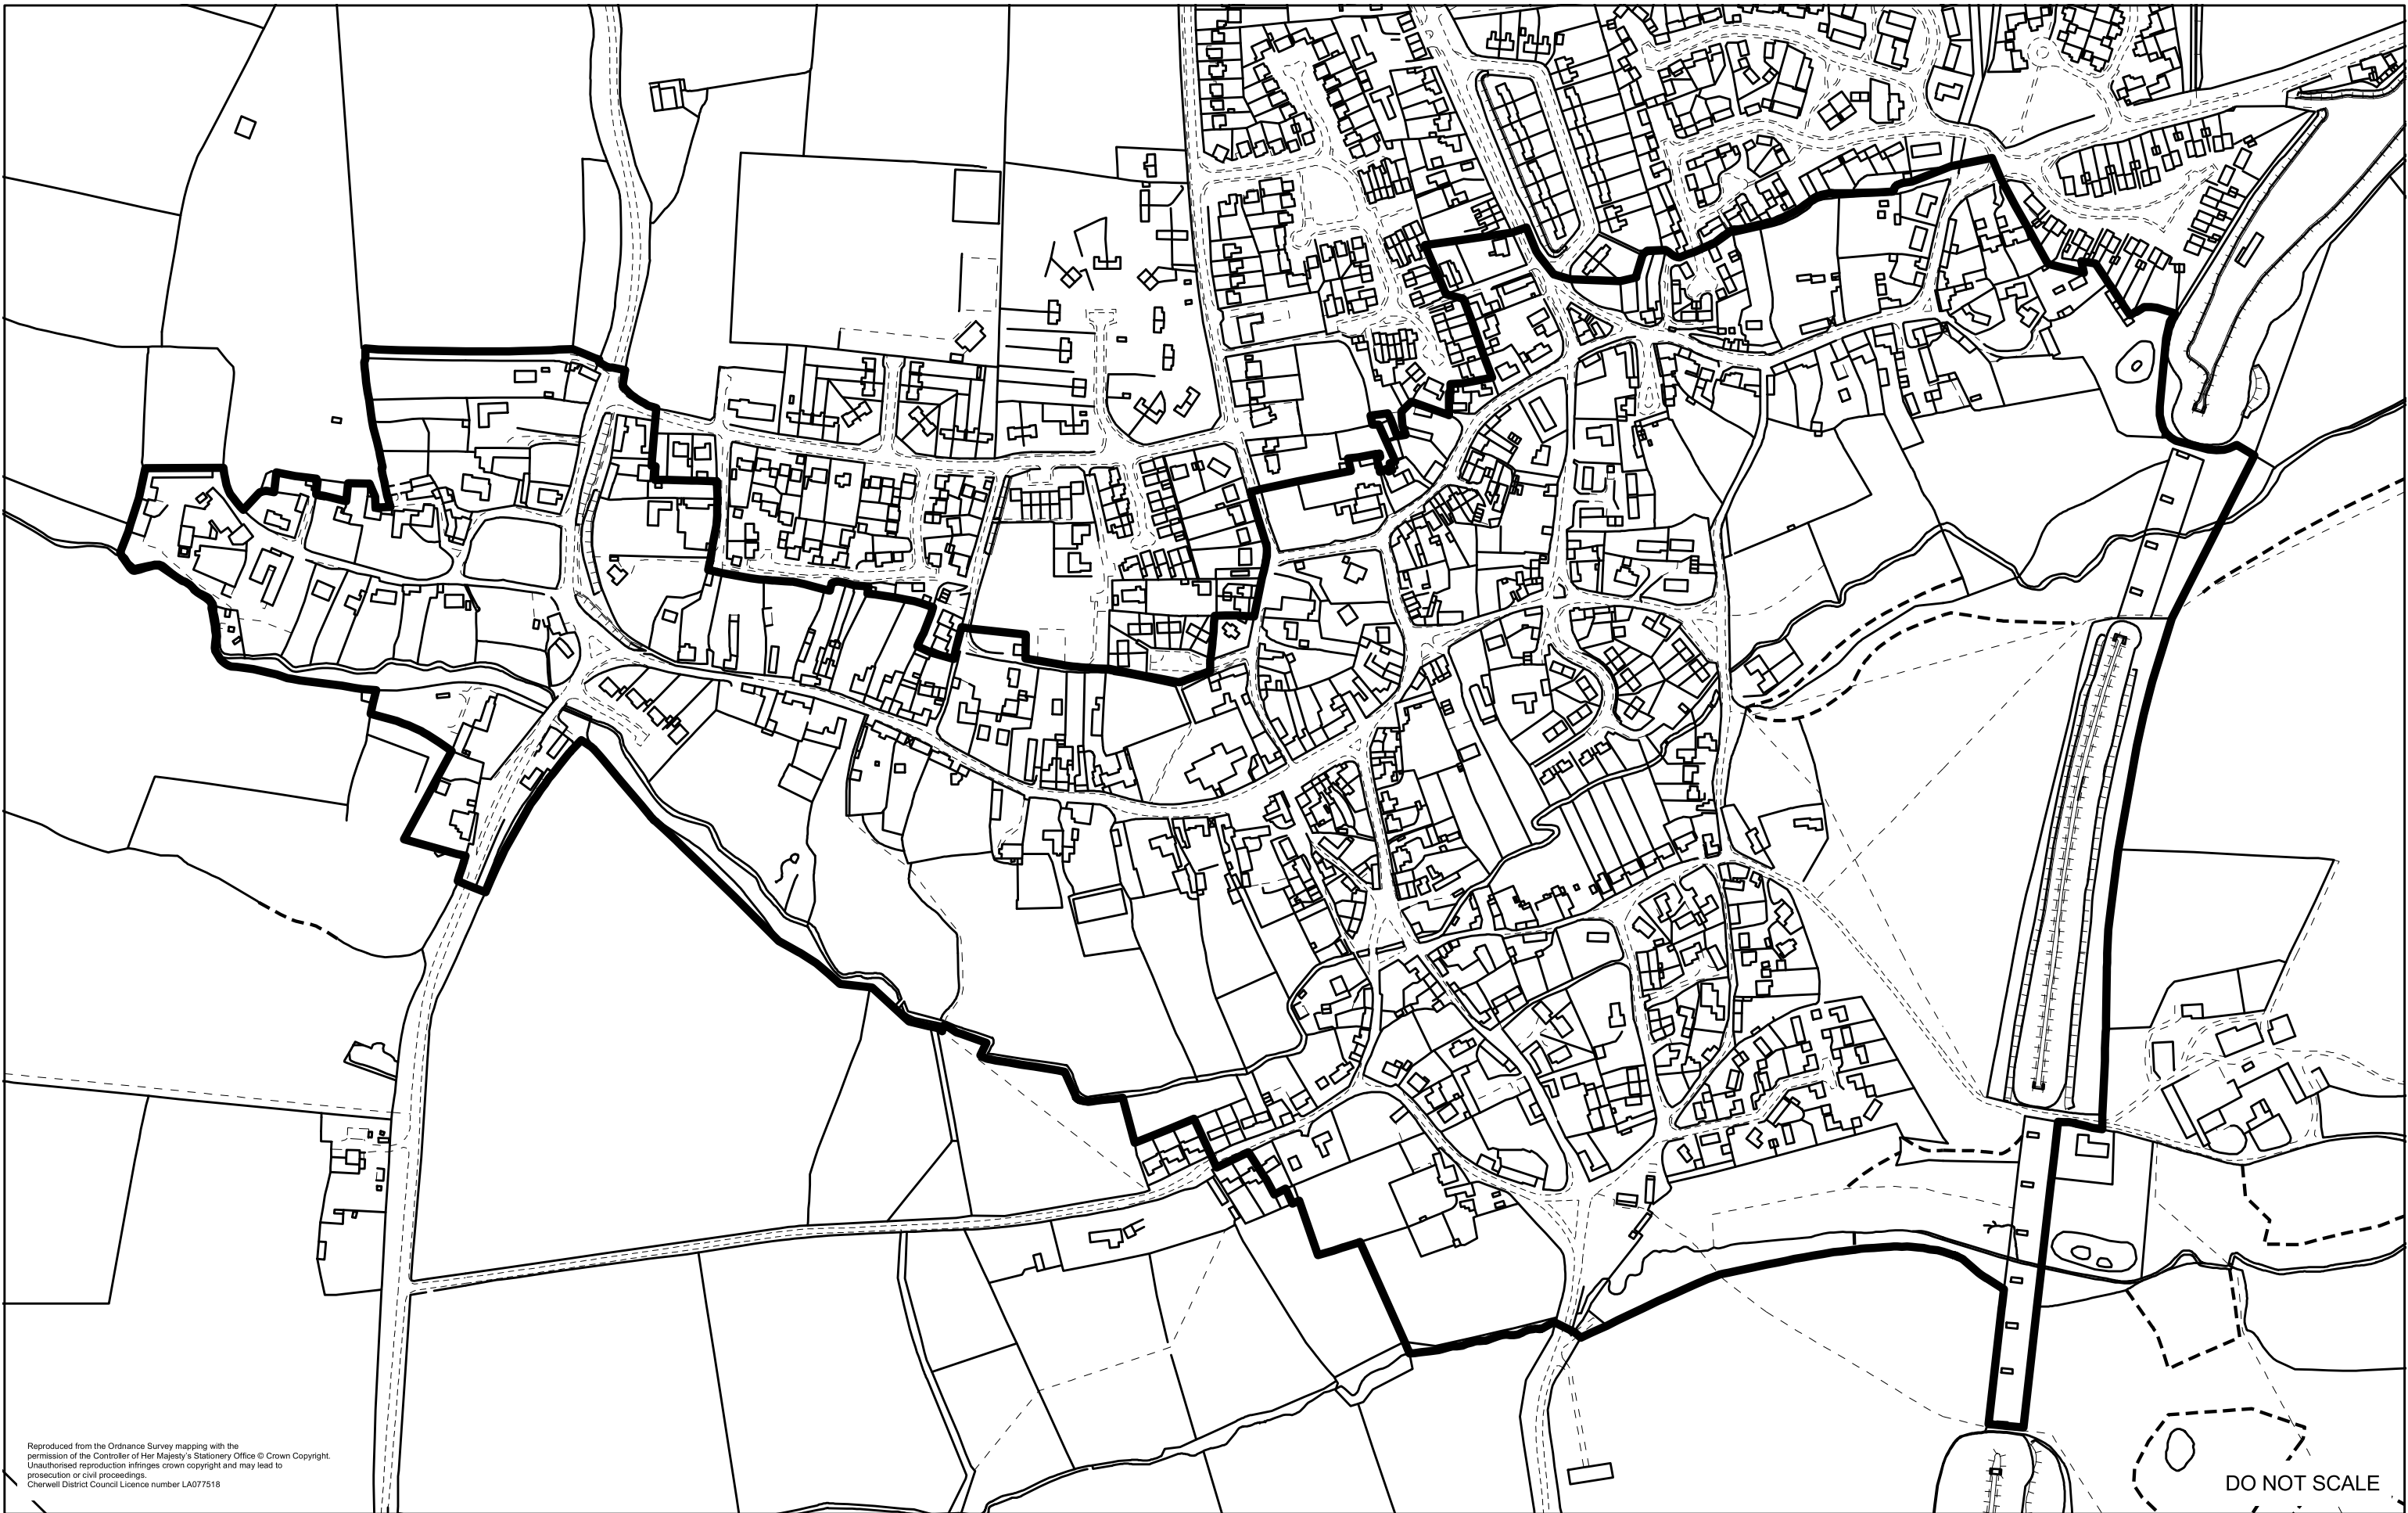 Reproduced from the Ordnance Survey mapping with the
permission of the Controller of Her Majesty's Stationery Office © Crown Copyright.
Unauthorised reproduction infringes crown copyright and may lead to
prosecution or civil proceedings.
Cherwell District Council Licence number LA077518
DO NOT SCALE